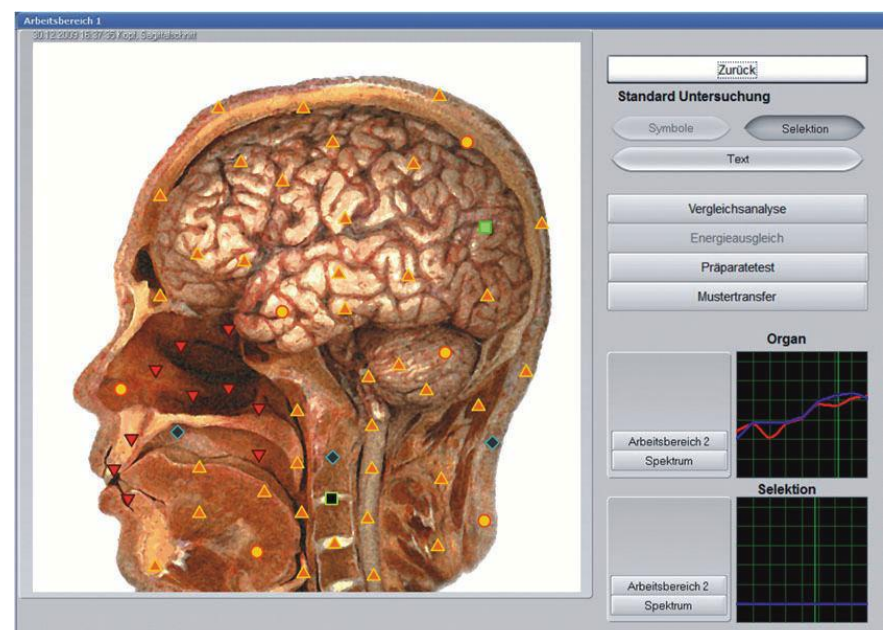 Arbeitsbereich 1
30.12.2009 16:37:35 Kopf, Sagittalschnitt
Zurück
Standard Untersuchung
Symbole
Selektion
Text
Vergleichsanalyse
Energieausgleich
Präparatetest
Mustertransfer
Organ
Arbeitsbereich 2
Spektrum
Selektion
Arbeitsbereich 2
Spektrum